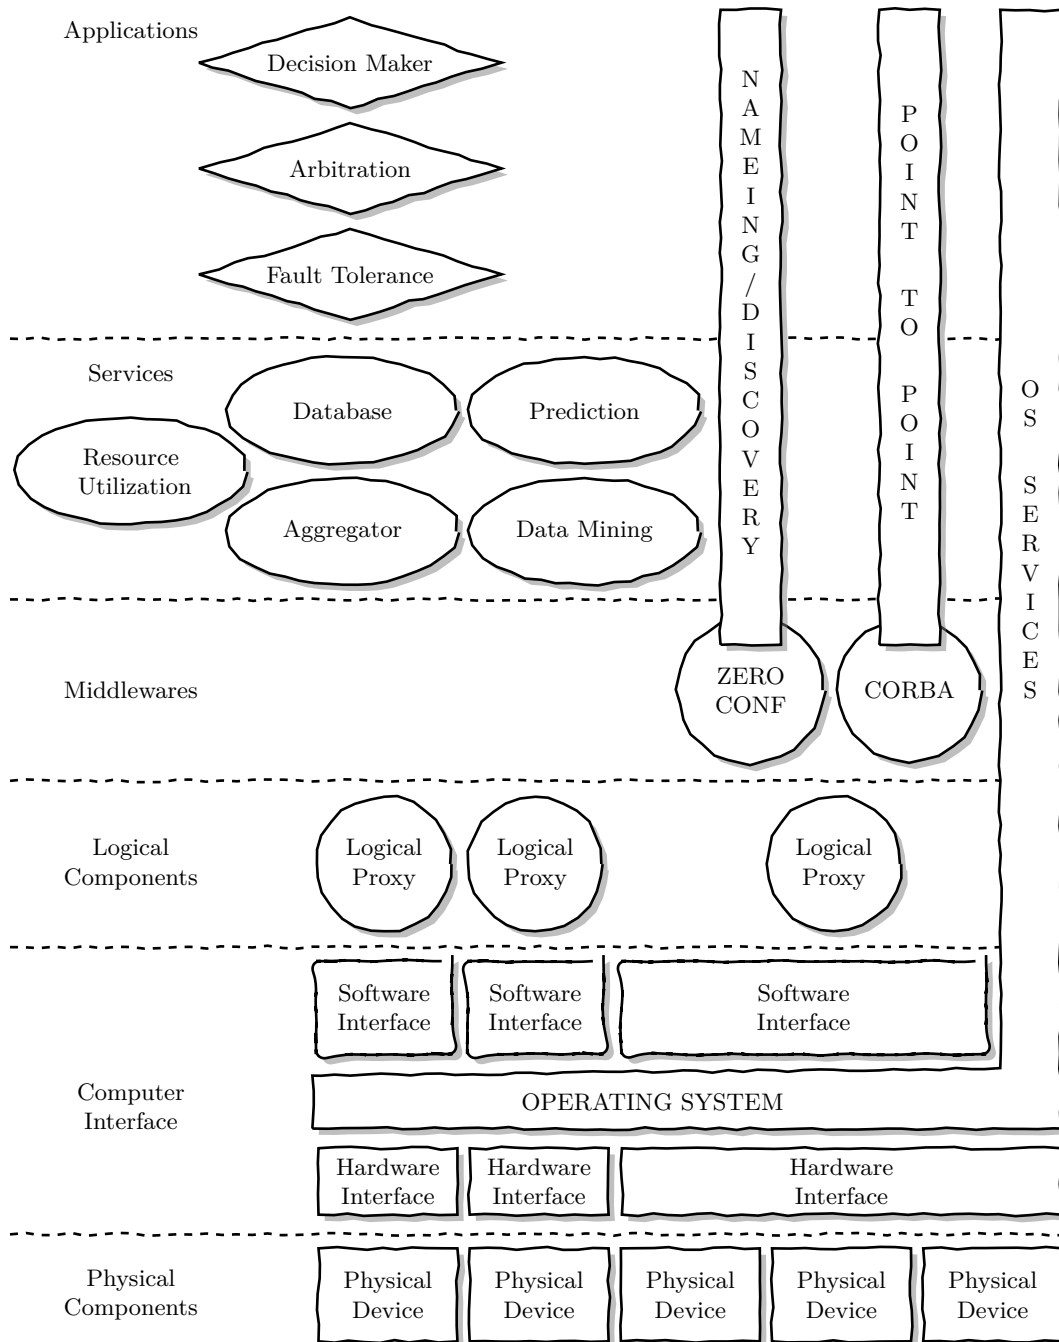 Applications
Decision Maker
Arbitration
Fault Tolerance
NAMEING/DISCOVERY
POINT TO POINT
OS SERVICES
Services
Database
Prediction
Resource
Utilization
Aggregator
Data Mining
Middlewares
ZERO
CONF
CORBA
Logical
Components
Logical
Proxy
Logical
Proxy
Logical
Proxy
Software
Interface
Software
Interface
Software
Interface
Computer
Interface
OPERATING SYSTEM
Hardware
Interface
Hardware
Interface
Hardware
Interface
Physical
Components
Physical
Device
Physical
Device
Physical
Device
Physical
Device
Physical
Device